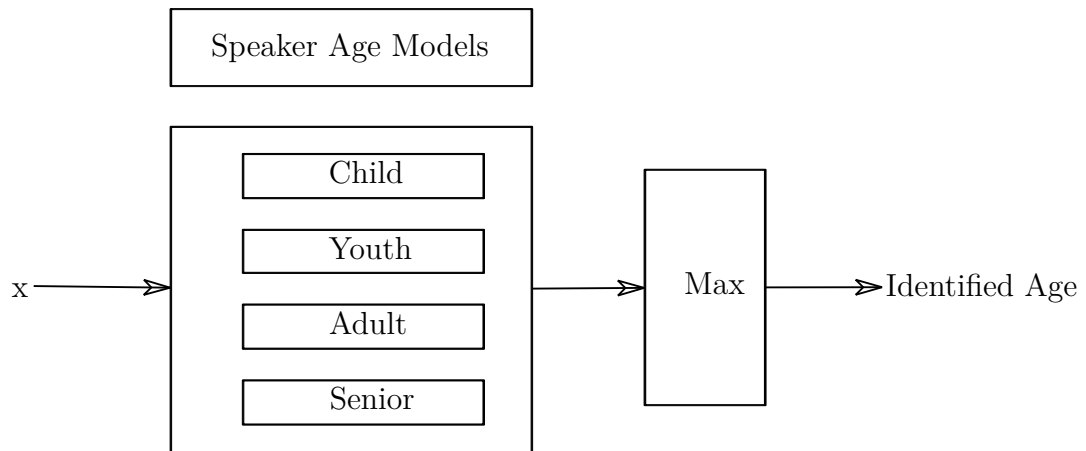 Speaker Age Models
Child
Youth
x
Max
Identified Age
Adult
Senior